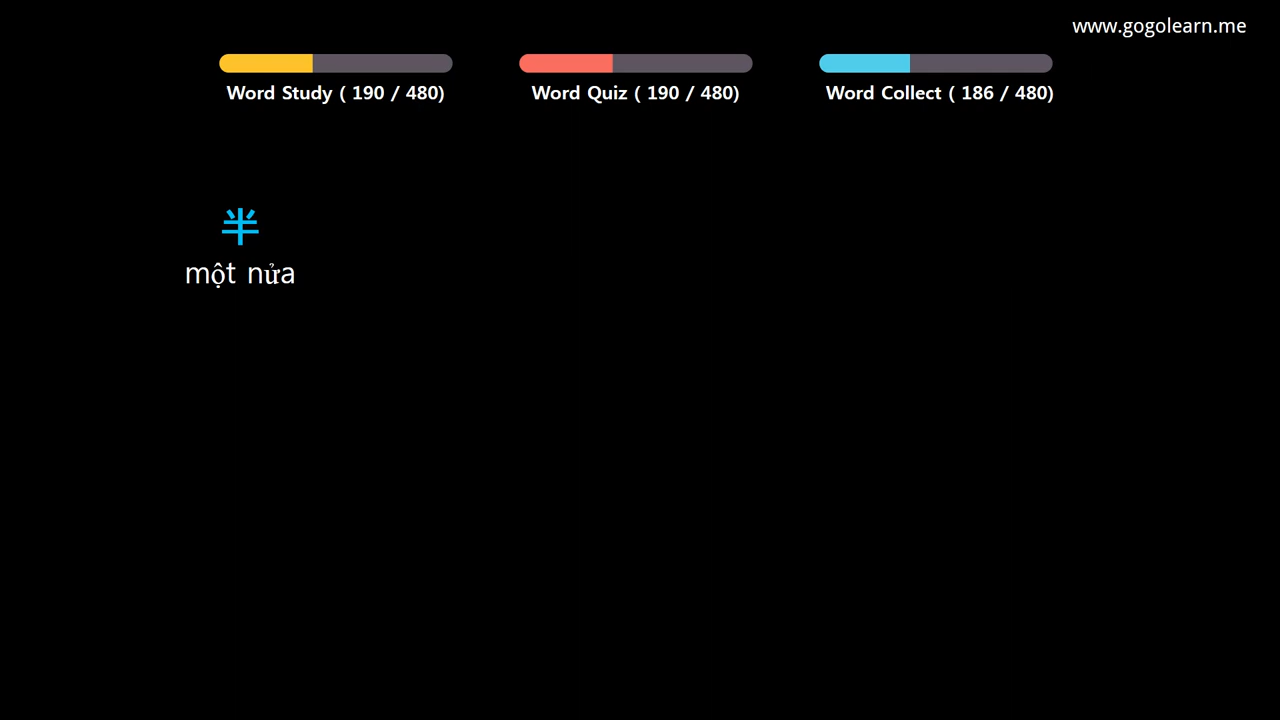 www.gogolearn.me
Word Study ( 190 / 480)
Word Quiz ( 190 / 480)
Word Collect ( 186 / 480)
半
một nửa